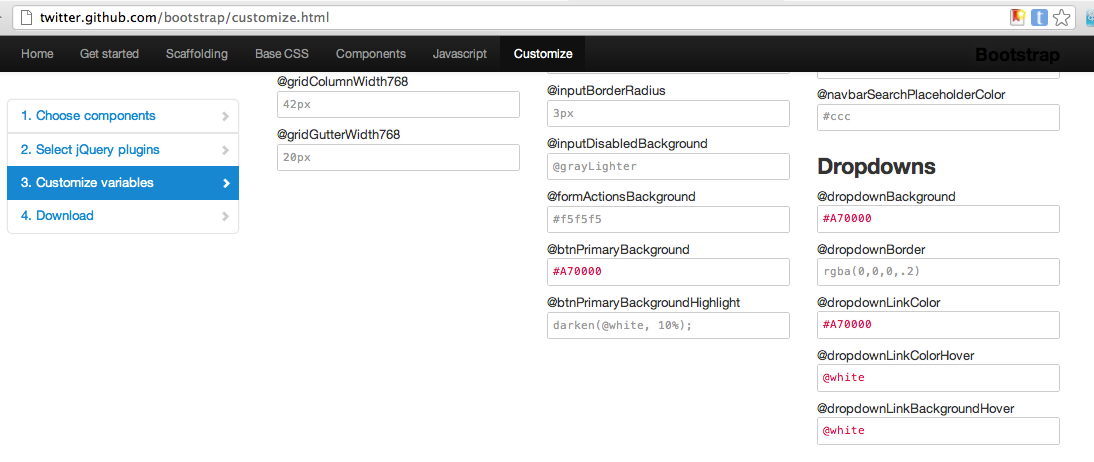 twitter.github.com/bootstrap/customize.html
Home Get started Scaffolding Base CSS Components Javascript Customize Bootstrap
1. Choose components
2. Select jQuery plugins
3. Customize variables
4. Download
@gridColumnWidth768
42px
@gridGutterWidth768
20px
@inputBorderRadius
3px
@inputDisabledBackground
@grayLighter
@formActionsBackground
#f5f5f5
@btnPrimaryBackground
#A70000
@btnPrimaryBackgroundHighlight
darken(@white, 10%);
@navbarSearchPlaceholderColor
#ccc
Dropdowns
@dropdownBackground
#A70000
@dropdownBorder
rgba(0,0,0,.2)
@dropdownLinkColor
#A70000
@dropdownLinkColorHover
@white
@dropdownLinkBackgroundHover
@white